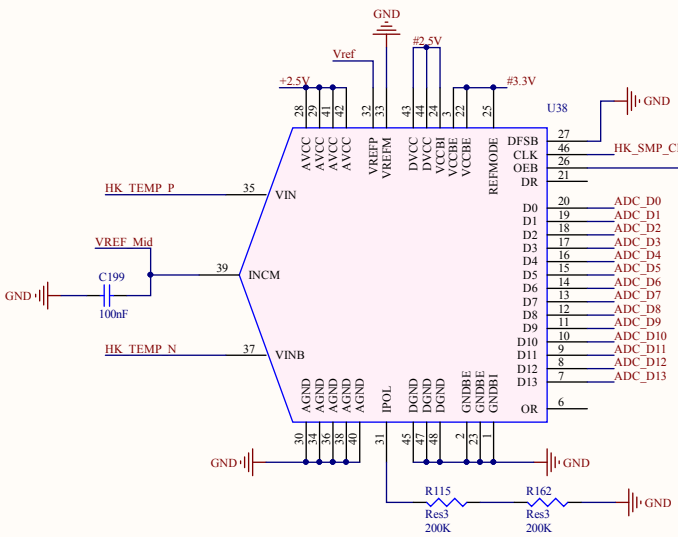 GND
Vref
#2.5V
+2.5V
#3.3V
U38
28
29
41
42
32
33
43
44
24
3
22
25
AVCC
AVCC
AVCC
AVCC
VREFP
VREFM
DVCC
DVCC
VCCBI
VCCBE
VCCBE
REFMODE
DFSB
27
GND
CLK
46
HK_SMP_Cl
OEB
26
DR
21
HK_TEMP_P
35
VIN
D0
20
ADC_D0
D1
19
ADC_D1
D2
18
ADC_D2
D3
17
ADC_D3
D4
16
ADC_D4
D5
15
ADC_D5
D6
14
ADC_D6
D7
13
ADC_D7
D8
12
ADC_D8
D9
11
ADC_D9
D10
10
ADC_D10
D11
9
ADC_D11
D12
8
ADC_D12
D13
7
ADC_D13
OR
6
VREF_Mid
39
INCM
C199
GND
100nF
HK_TEMP_N
37
VINB
AGND
AGND
AGND
AGND
AGND
IPOL
DGND
DGND
DGND
GNDBE
GNDBE
GNDBI
30
34
36
38
40
31
45
47
48
2
23
1
GND
GND
R115
Res3
200K
R162
Res3
200K
GND